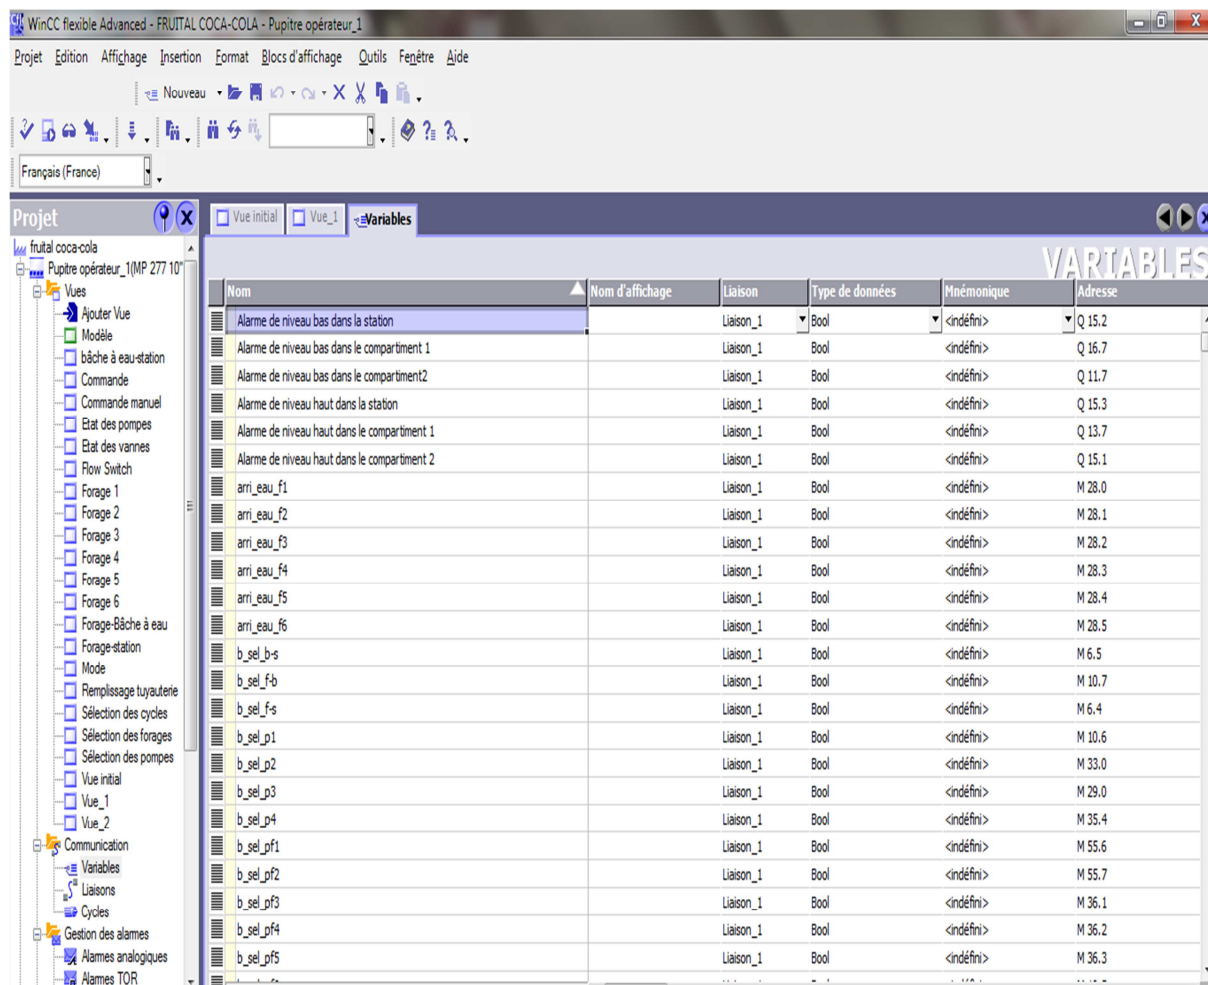 WinCC flexible Advanced - FRUITAL COCA-COLA - Pupitre opérateur_1
Projet Edition Affichage Insertion Format Blocs d'affichage Outils Fenêtre Aide
Nouveau
Français (France)
Projet
fruital coca-cola
Pupitre opérateur_1(MP 277 10"
Vues
Ajouter Vue
Modèle
bâche à eau-station
Commande
Commande manuel
Etat des pompes
Etat des vannes
Flow Switch
Forage 1
Forage 2
Forage 3
Forage 4
Forage 5
Forage 6
Forage-Bâche à eau
Forage-station
Mode
Remplissage tuyauterie
Sélection des cycles
Sélection des forages
Sélection des pompes
Vue initial
Vue_1
Vue_2
Communication
Variables
Liaisons
Cycles
Gestion des alarmes
Alarmes analogiques
Alarmes TOR
Vue initial Vue_1 Variables
VARIABLES
Nom Nom d'affichage Liaison Type de données Mnémonique Adresse
Alarme de niveau bas dans la station Liaison_1 Bool <indéfini> Q 15.2
Alarme de niveau bas dans le compartiment 1 Liaison_1 Bool <indéfini> Q 16.7
Alarme de niveau bas dans le compartiment2 Liaison_1 Bool <indéfini> Q 11.7
Alarme de niveau haut dans la station Liaison_1 Bool <indéfini> Q 15.3
Alarme de niveau haut dans le compartiment 1 Liaison_1 Bool <indéfini> Q 13.7
Alarme de niveau haut dans le compartiment 2 Liaison_1 Bool <indéfini> Q 15.1
arri_eau_f1 Liaison_1 Bool <indéfini> M 28.0
arri_eau_f2 Liaison_1 Bool <indéfini> M 28.1
arri_eau_f3 Liaison_1 Bool <indéfini> M 28.2
arri_eau_f4 Liaison_1 Bool <indéfini> M 28.3
arri_eau_f5 Liaison_1 Bool <indéfini> M 28.4
arri_eau_f6 Liaison_1 Bool <indéfini> M 28.5
b_sel_b-s Liaison_1 Bool <indéfini> M 6.5
b_sel_f-b Liaison_1 Bool <indéfini> M 10.7
b_sel_f-s Liaison_1 Bool <indéfini> M 6.4
b_sel_p1 Liaison_1 Bool <indéfini> M 10.6
b_sel_p2 Liaison_1 Bool <indéfini> M 33.0
b_sel_p3 Liaison_1 Bool <indéfini> M 29.0
b_sel_p4 Liaison_1 Bool <indéfini> M 35.4
b_sel_pf1 Liaison_1 Bool <indéfini> M 55.6
b_sel_pf2 Liaison_1 Bool <indéfini> M 55.7
b_sel_pf3 Liaison_1 Bool <indéfini> M 36.1
b_sel_pf4 Liaison_1 Bool <indéfini> M 36.2
b_sel_pf5 Liaison_1 Bool <indéfini> M 36.3